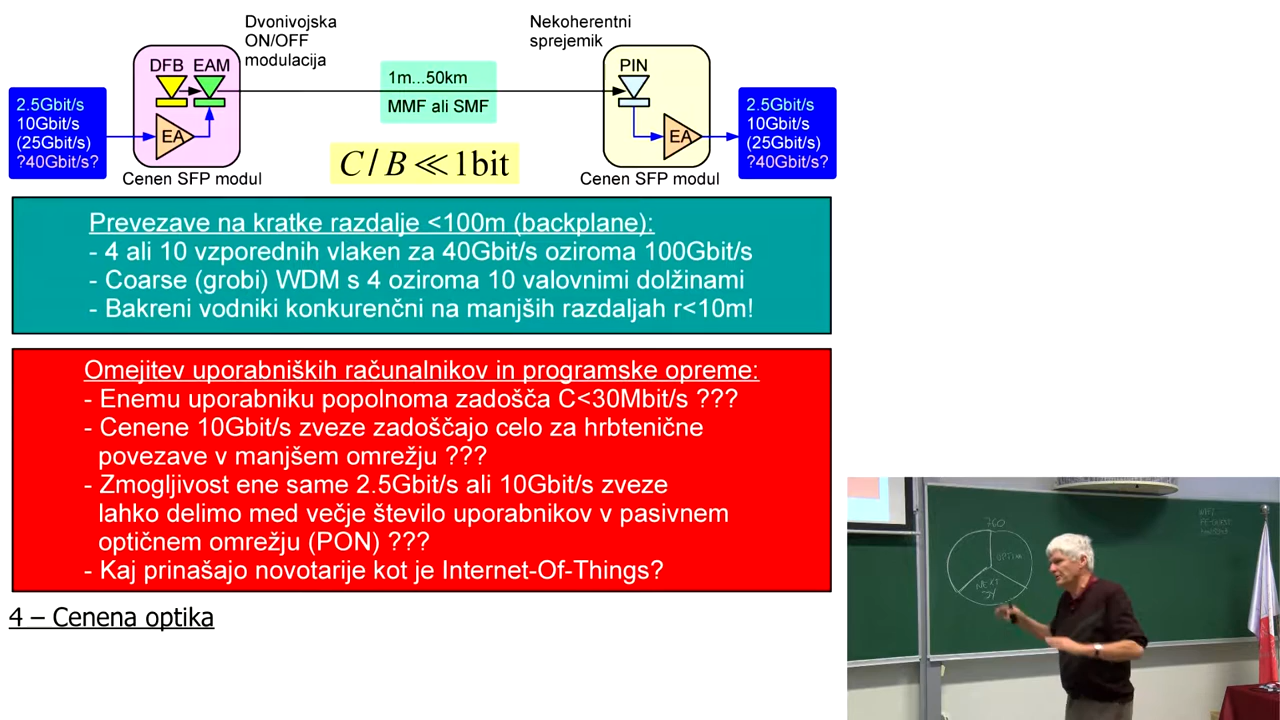 Dvonivojska
ON/OFF
modulacija
Nekoherentni
sprejemik
DFB EAM
PIN
1m...50km
MMF ali SMF
2.5Gbit/s
10Gbit/s
(25Gbit/s)
?40Gbit/s?
EA
EA
2.5Gbit/s
10Gbit/s
(25Gbit/s)
?40Gbit/s?
C / B ≪ 1bit
Cenen SFP modul
Cenen SFP modul
Prevezave na kratke razdalje <100m (backplane):
- 4 ali 10 vzporednih vlaken za 40Gbit/s oziroma 100Gbit/s
- Coarse (grobi) WDM s 4 oziroma 10 valovnimi dolžinami
- Bakreni vodniki konkurenčni na manjših razdaljah r<10m!
Omejitev uporabniških računalnikov in programske opreme:
- Enemu uporabniku popolnoma zadošča C<30Mbit/s ???
- Cenene 10Gbit/s zveze zadoščajo celo za hrbtenične
povezave v manjšem omrežju ???
- Zmogljivost ene same 2.5Gbit/s ali 10Gbit/s zveze
lahko delimo med večje število uporabnikov v pasivnem
optičnem omrežju (PON) ???
- Kaj prinašajo novotarije kot je Internet-Of-Things?
4 – Cenena optika
760
NEXT